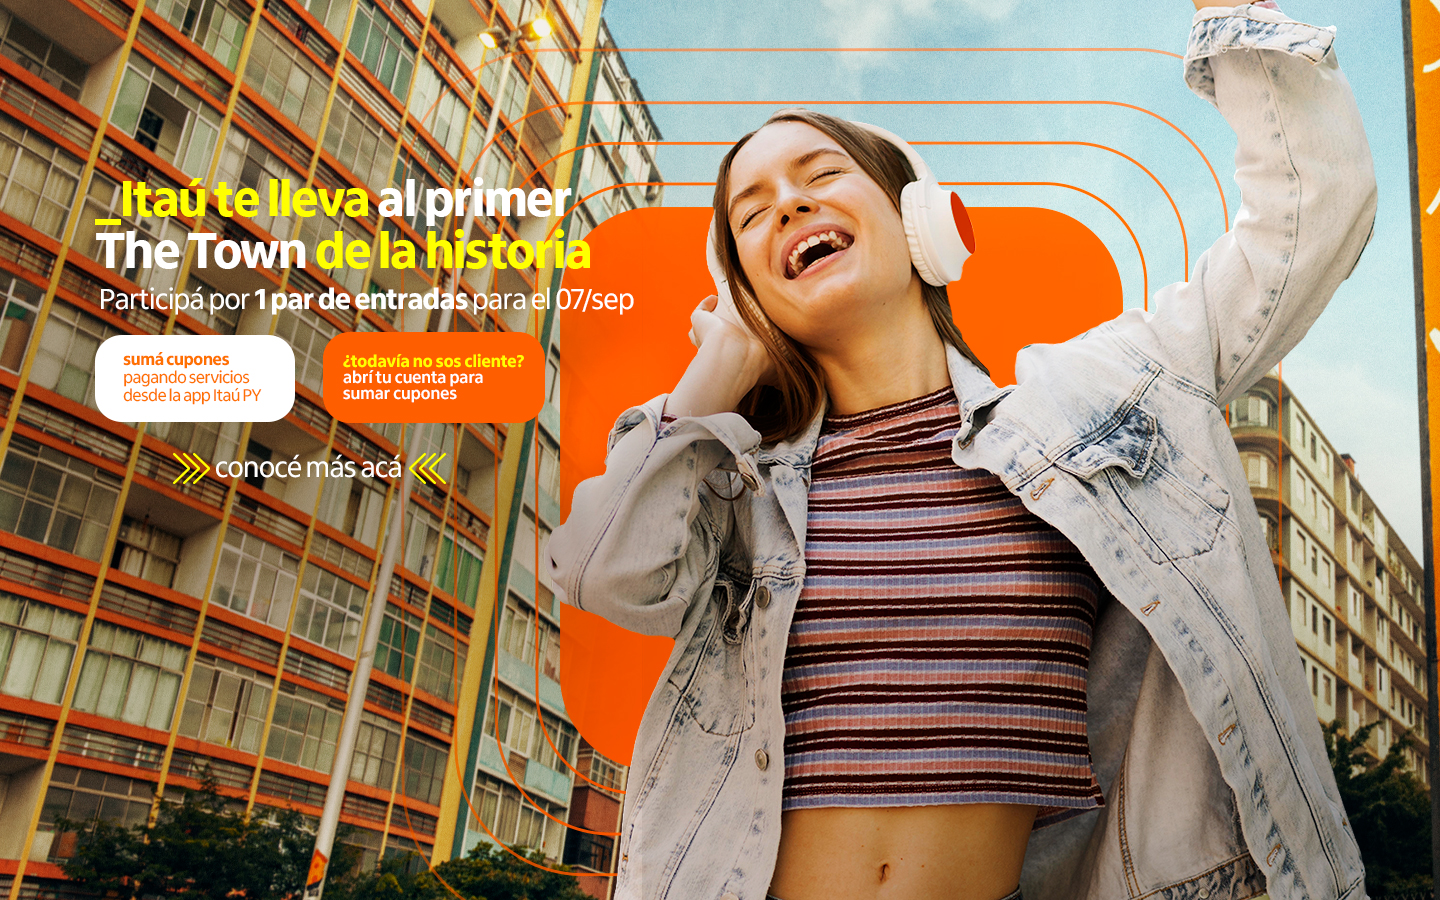 _Itaú te lleva al primer
The Town de la historia
Participá por 1 par de entradas para el 07/sep
sumá cupones
pagando servicios
desde la app Itaú PY
¿todavía no sos cliente?
abrí tu cuenta para
sumar cupones
conocé más acá